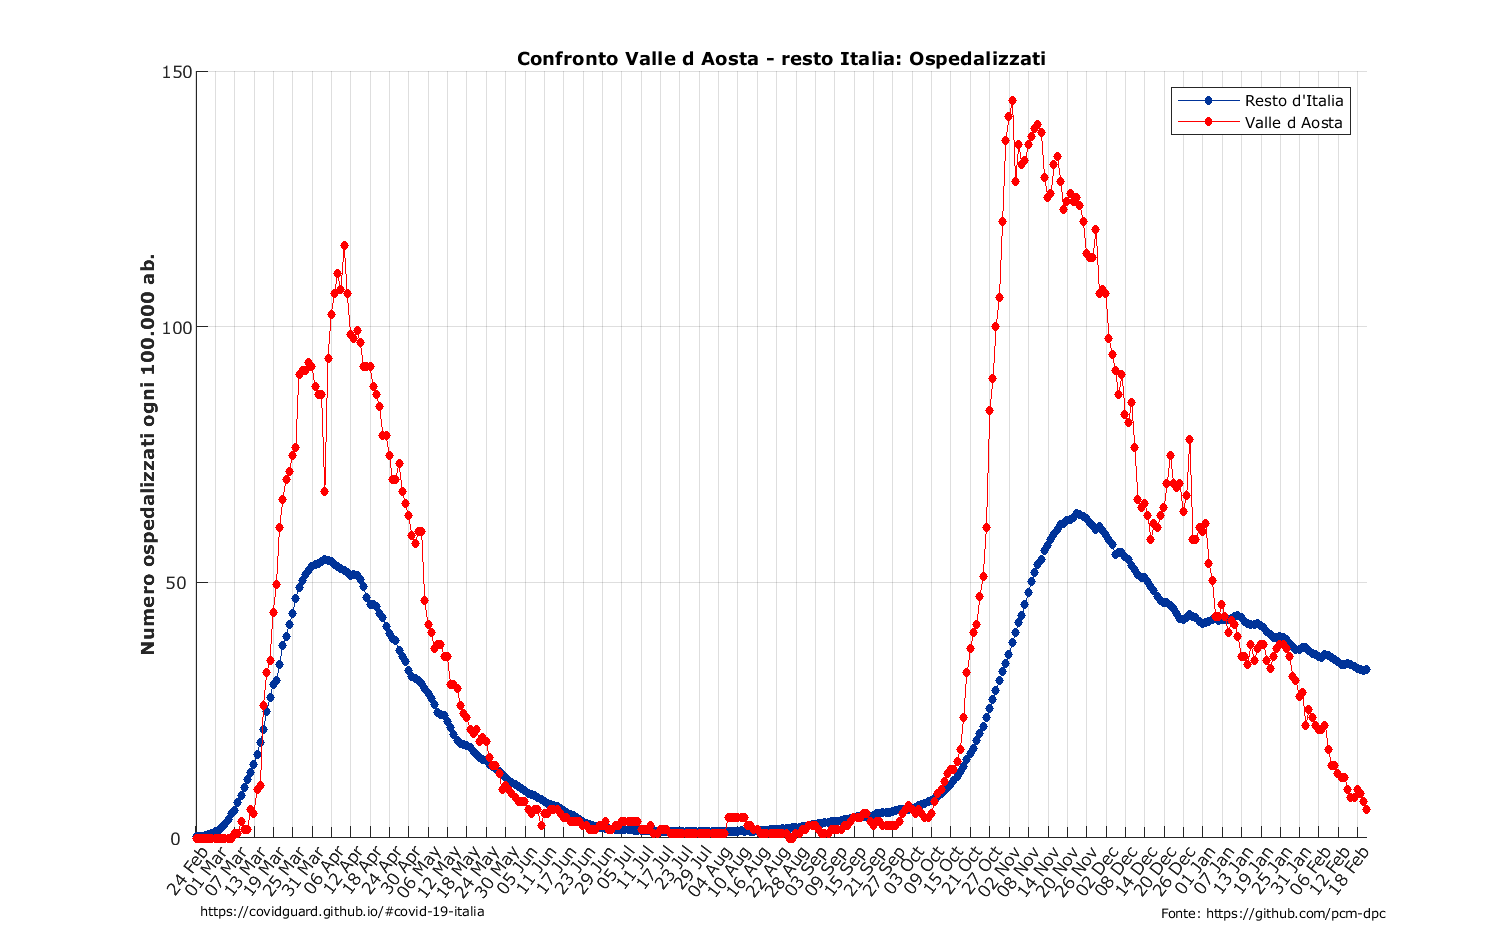 Confronto Valle d Aosta - resto Italia: Ospedalizzati
Resto d'Italia
Valle d Aosta
Numero ospedalizzati ogni 100.000 ab.
150
100
50
0
24 Feb
01 Mar
07 Mar
13 Mar
19 Mar
25 Mar
31 Mar
06 Apr
12 Apr
18 Apr
24 Apr
30 Apr
06 May
12 May
18 May
24 May
30 May
05 Jun
11 Jun
17 Jun
23 Jun
29 Jun
05 Jul
11 Jul
17 Jul
23 Jul
29 Jul
04 Aug
10 Aug
16 Aug
22 Aug
28 Aug
03 Sep
09 Sep
15 Sep
21 Sep
27 Sep
03 Oct
09 Oct
15 Oct
21 Oct
27 Oct
02 Nov
08 Nov
14 Nov
20 Nov
26 Nov
02 Dec
08 Dec
14 Dec
20 Dec
26 Dec
01 Jan
07 Jan
13 Jan
19 Jan
25 Jan
31 Jan
06 Feb
12 Feb
18 Feb
https://covidguard.github.io/#covid-19-italia
Fonte: https://github.com/pcm-dpc